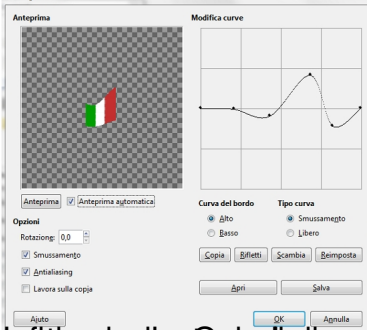 Anteprima
Modifica curve
Anteprima
Anteprima automatica
Opzioni
Rotazione: 0,0
Smussamento
Antialiasing
Lavora sulla copia
Curva del bordo
Tipo curva
Alto
Smussamento
Basso
Libero
Copia
Rifletti
Scambia
Reimposta
Apri
Salva
Aiuto
OK
Annulla